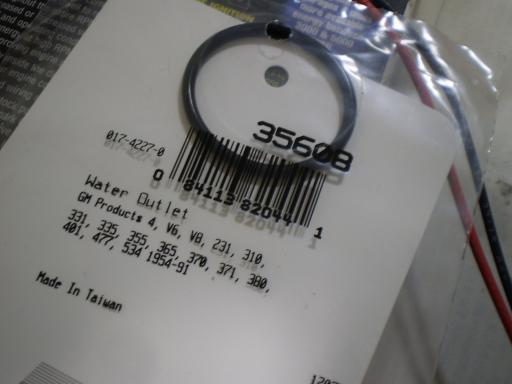 35608
017-4227-0
0 84113 82044 1
Water Outlet
GM Products 4, V6, V8, 231, 310,
331, 335, 355, 365, 370, 371, 380,
401, 477, 534 1954-91
Made In Taiwan